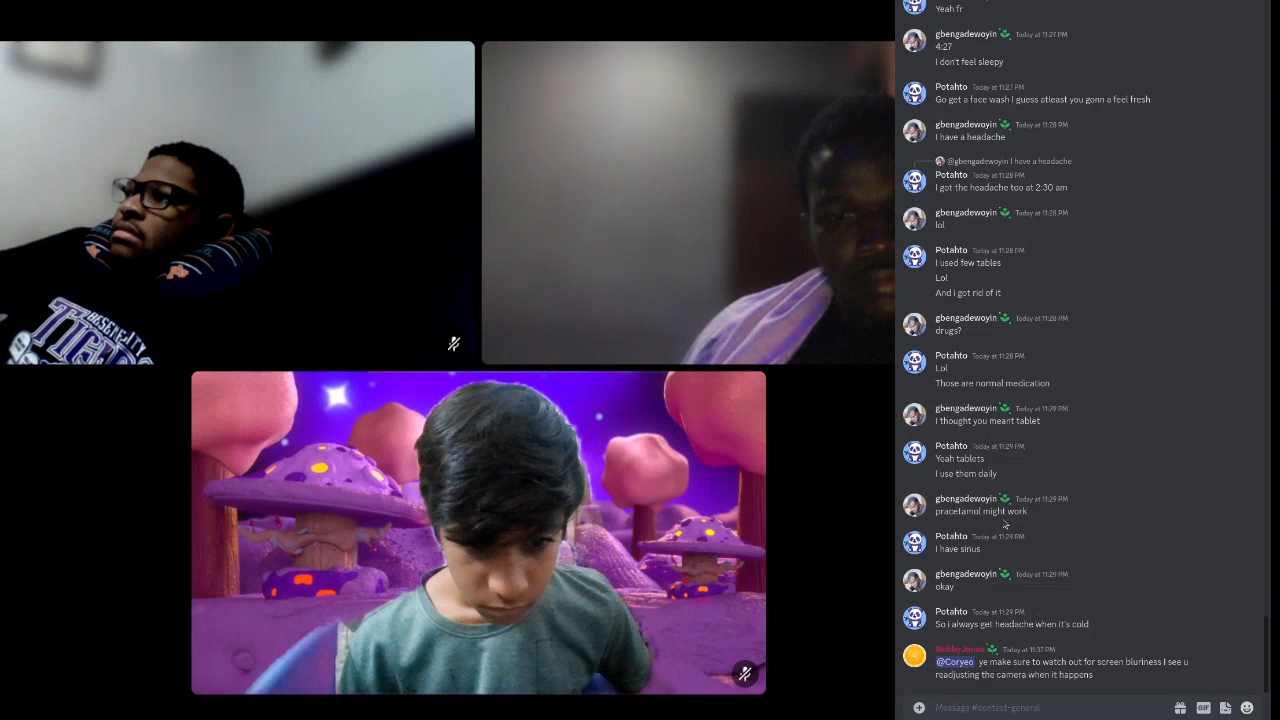 Yeah fr
gbengadewoyin Today at 11:27 PM
4:27
I don't feel sleepy
Potahto Today at 11:27 PM
Go get a face wash I guess atleast you gonn a feel fresh
gbengadewoyin Today at 11:28 PM
I have a headache
@gbengadewoyin I have a headache
Potahto Today at 11:28 PM
I got the headache too at 2:30 am
gbengadewoyin Today at 11:28 PM
lol
Potahto Today at 11:28 PM
I used few tables
Lol
And i got rid of it
gbengadewoyin Today at 11:28 PM
drugs?
Potahto Today at 11:28 PM
Lol
Those are normal medication
gbengadewoyin Today at 11:29 PM
I thought you meant tablet
Potahto Today at 11:29 PM
Yeah tablets
I use them daily
gbengadewoyin Today at 11:29 PM
pracetamol might work
Potahto Today at 11:29 PM
I have sinus
gbengadewoyin Today at 11:29 PM
okay
Potahto Today at 11:29 PM
So i always get headache when it's cold
BobbyJones Today at 11:37 PM
@Coryeo ye make sure to watch out for screen bluriness I see u
readjusting the camera when it happens
Message #contest-general
GIF
TIGERS